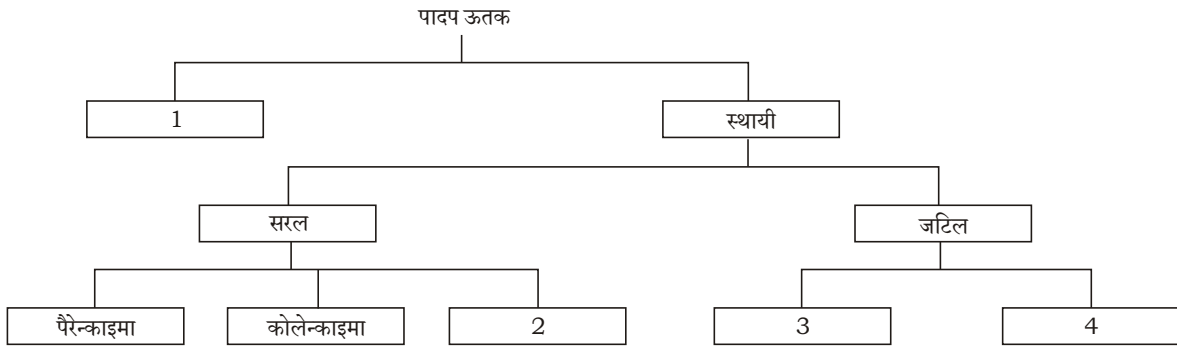 पादप ऊतक
1
स्थायी
सरल
जटिल
पैरेन्काइमा
कोलेन्काइमा
2
3
4